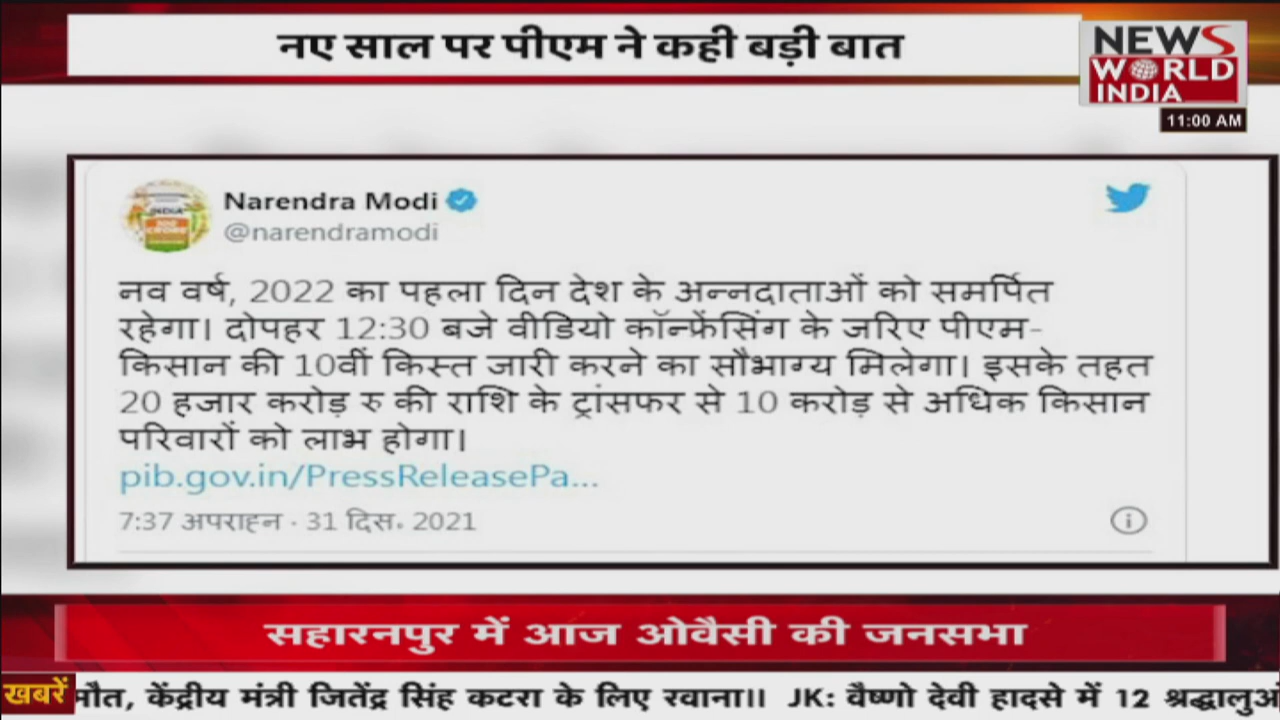 नए साल पर पीएम ने कही बड़ी बात
NEWS
WORLD
INDIA
11:00 AM
Narendra Modi
@narendramodi
नव वर्ष, 2022 का पहला दिन देश के अन्नदाताओं को समर्पित
रहेगा। दोपहर 12:30 बजे वीडियो कॉन्फ्रेंसिंग के जरिए पीएम-
किसान की 10वीं किस्त जारी करने का सौभाग्य मिलेगा। इसके तहत
20 हजार करोड़ रु की राशि के ट्रांसफर से 10 करोड़ से अधिक किसान
परिवारों को लाभ होगा।
pib.gov.in/PressReleasePa...
7:37 अपराह्न · 31 दिस॰ 2021
सहारनपुर में आज ओवैसी की जनसभा
खबरें मौत, केंद्रीय मंत्री जितेंद्र सिंह कटरा के लिए रवाना।। JK: वैष्णो देवी हादसे में 12